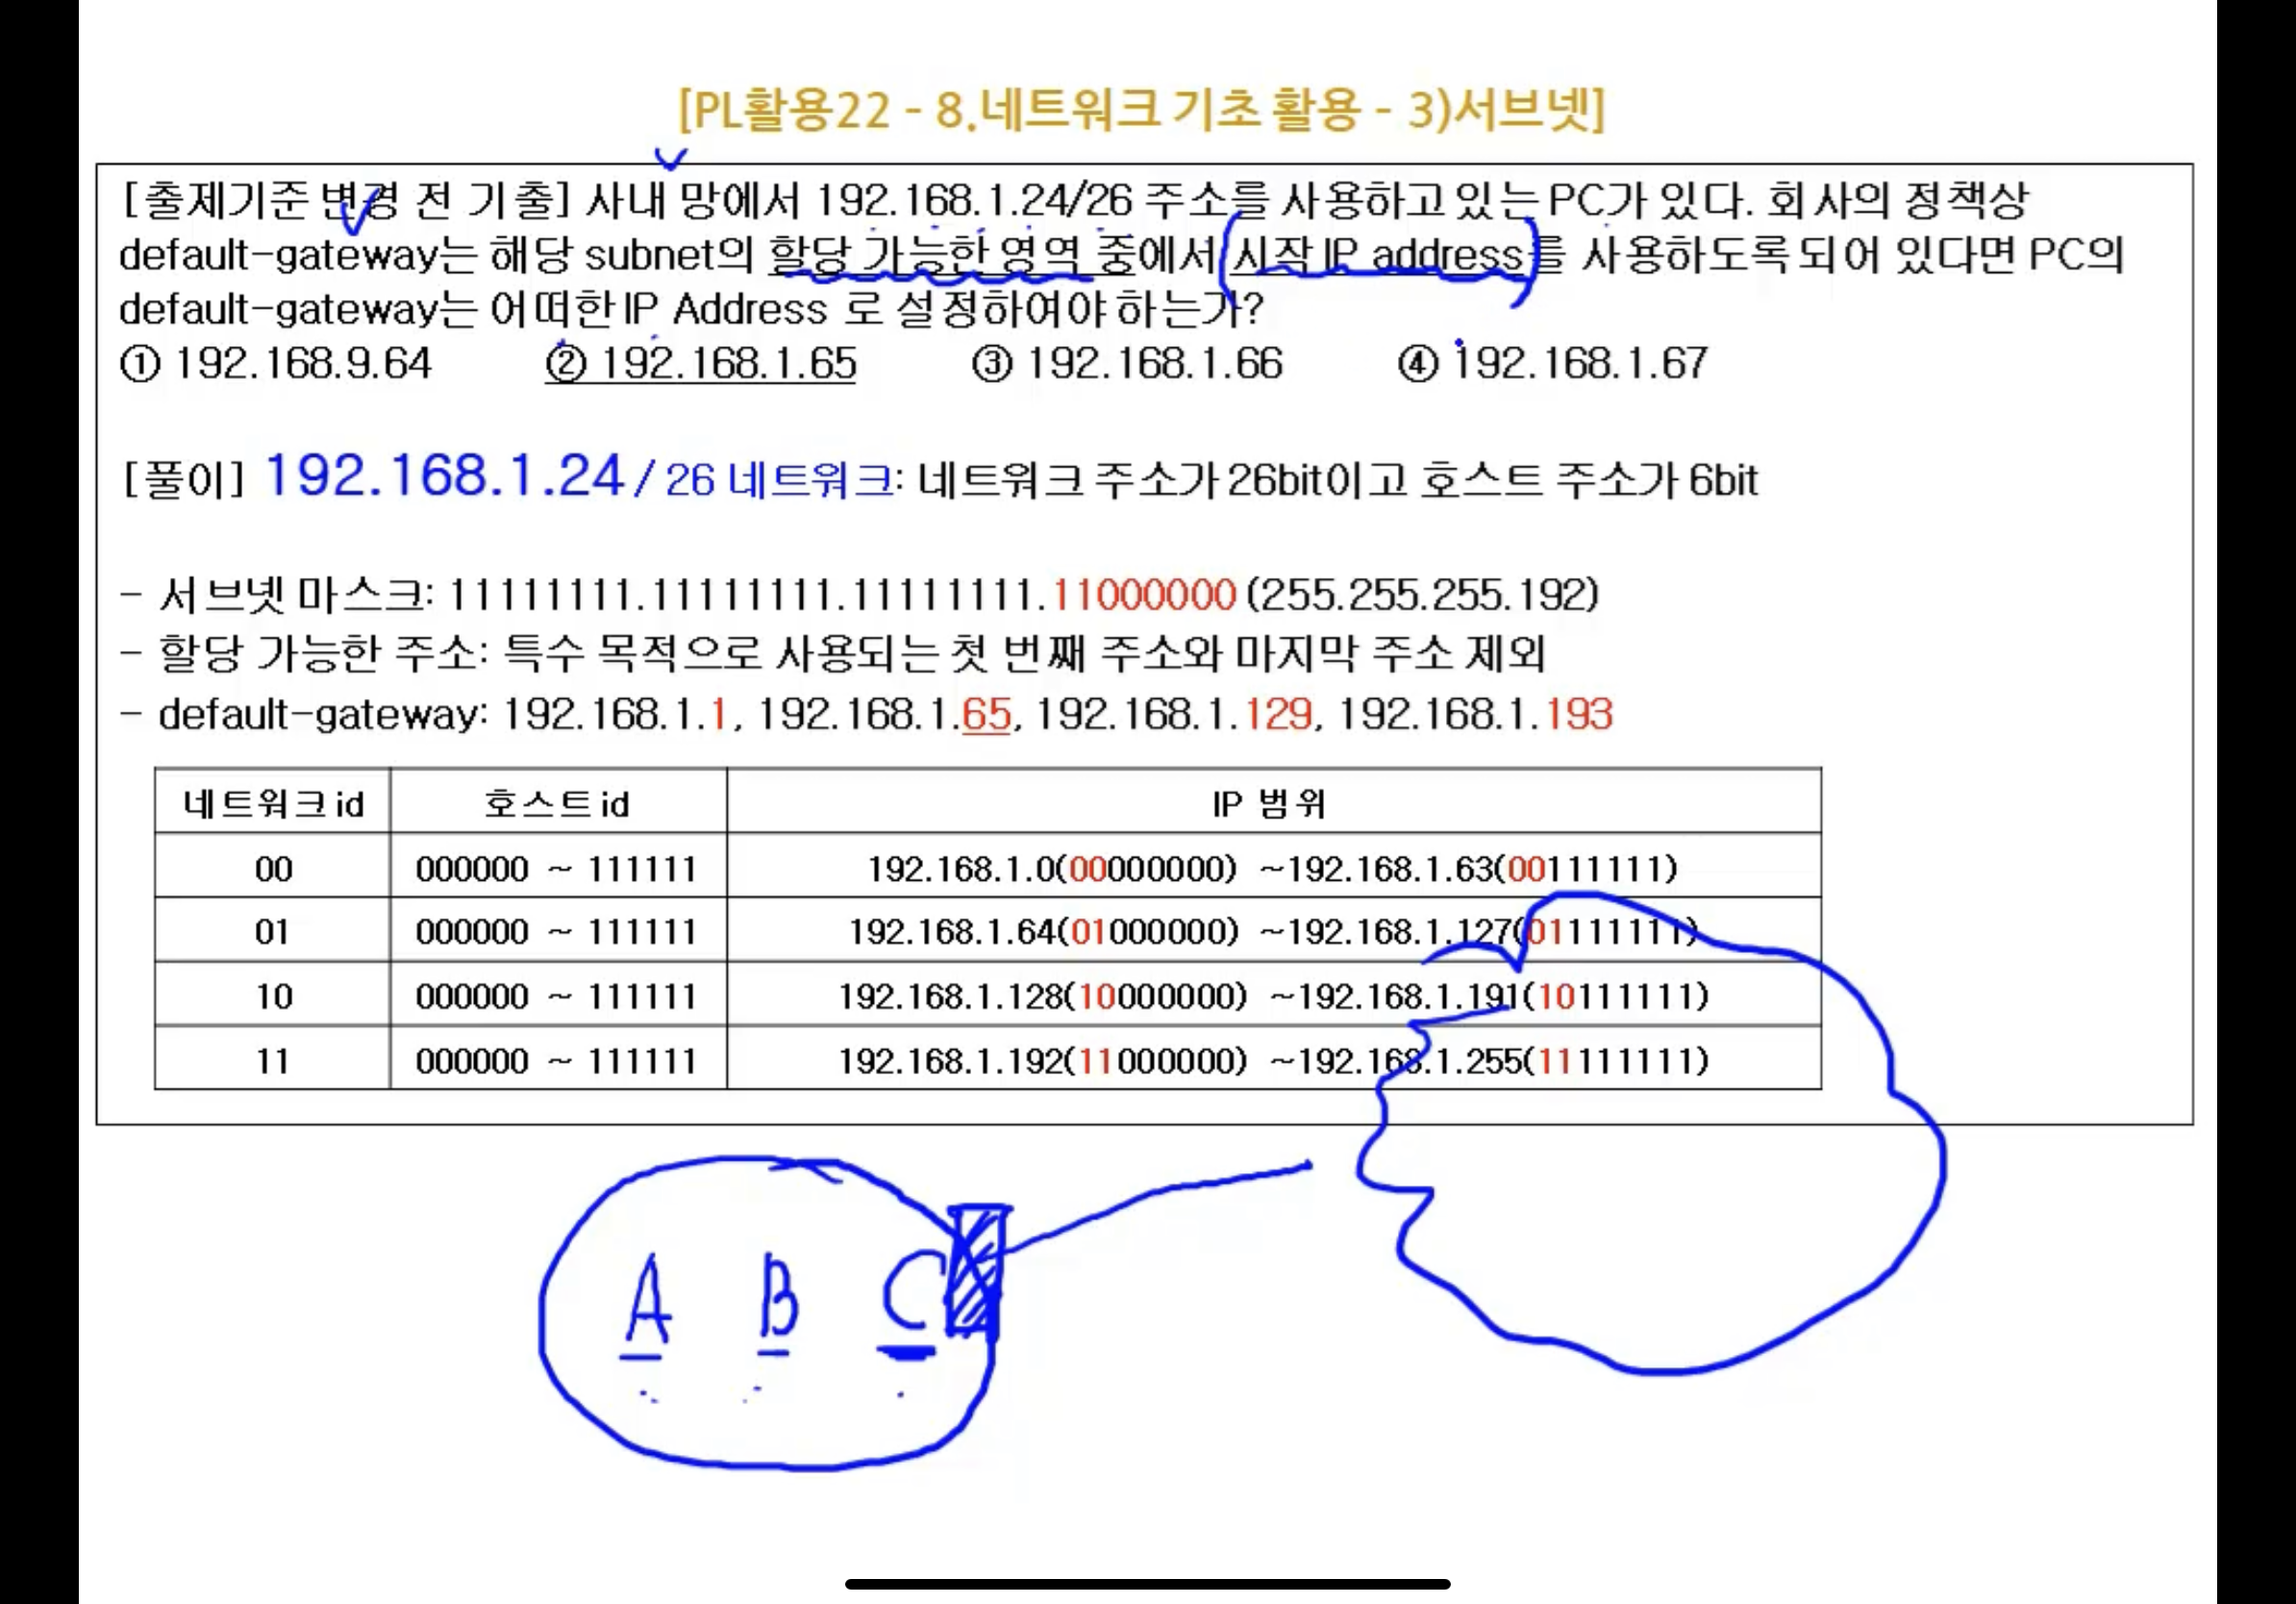 [PL활용22 - 8.네트워크 기초 활용 - 3)서브넷]
[출제기준 변경 전 기출] 사내 망에서 192.168.1.24/26 주소를 사용하고 있는 PC가 있다. 회사의 정책상
default-gateway는 해당 subnet의 할당 가능한 영역 중에서 시작 IP address를 사용하도록 되어 있다면 PC의
default-gateway는 어떠한 IP Address 로 설정하여야 하는가?
① 192.168.9.64 ② 192.168.1.65 ③ 192.168.1.66 ④ 192.168.1.67
[풀이] 192.168.1.24 / 26 네트워크: 네트워크 주소가 26bit이고 호스트 주소가 6bit
- 서브넷 마스크: 11111111.11111111.11111111.11000000 (255.255.255.192)
- 할당 가능한 주소: 특수 목적으로 사용되는 첫 번째 주소와 마지막 주소 제외
- default-gateway: 192.168.1.1, 192.168.1.65, 192.168.1.129, 192.168.1.193
네트워크 id 호스트 id IP 범위
00 000000 ~ 111111 192.168.1.0(00000000) ~192.168.1.63(00111111)
01 000000 ~ 111111 192.168.1.64(01000000) ~192.168.1.127(01111111)
10 000000 ~ 111111 192.168.1.128(10000000) ~192.168.1.191(10111111)
11 000000 ~ 111111 192.168.1.192(11000000) ~192.168.1.255(11111111)
A B C